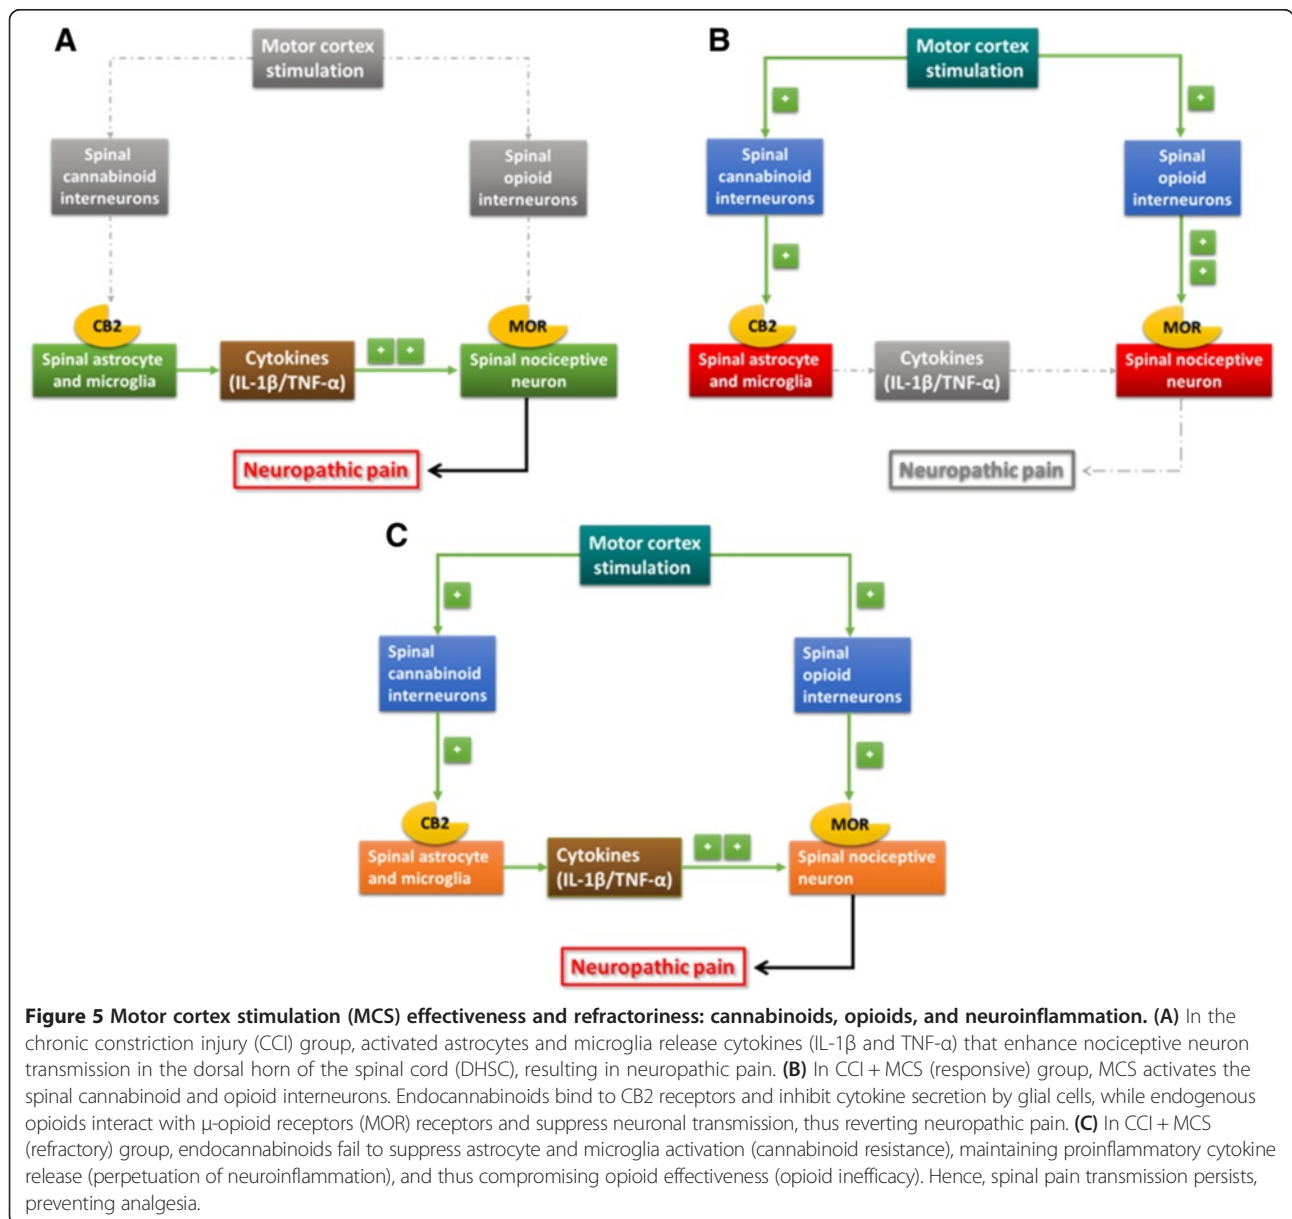 A
Motor cortex
stimulation
Spinal
cannabinoid
interneurons
Spinal
opioid
interneurons
CB2
MOR
Spinal astrocyte
and microglia
Cytokines
(IL-1β/TNF-α)
+ +
Spinal nociceptive
neuron
Neuropathic pain
B
Motor cortex
stimulation
+
+
Spinal
cannabinoid
interneurons
Spinal
opioid
interneurons
+
+
+
CB2
MOR
Spinal astrocyte
and microglia
Cytokines
(IL-1β/TNF-α)
Spinal nociceptive
neuron
Neuropathic pain
C
Motor cortex
stimulation
+
+
Spinal
cannabinoid
interneurons
Spinal
opioid
interneurons
+
+
CB2
MOR
Spinal astrocyte
and microglia
Cytokines
(IL-1β/TNF-α)
+ +
Spinal nociceptive
neuron
Neuropathic pain
Figure 5 Motor cortex stimulation (MCS) effectiveness and refractoriness: cannabinoids, opioids, and neuroinflammation. (A) In the
chronic constriction injury (CCI) group, activated astrocytes and microglia release cytokines (IL-1β and TNF-α) that enhance nociceptive neuron
transmission in the dorsal horn of the spinal cord (DHSC), resulting in neuropathic pain. (B) In CCI + MCS (responsive) group, MCS activates the
spinal cannabinoid and opioid interneurons. Endocannabinoids bind to CB2 receptors and inhibit cytokine secretion by glial cells, while endogenous
opioids interact with μ-opioid receptors (MOR) receptors and suppress neuronal transmission, thus reverting neuropathic pain. (C) In CCI + MCS
(refractory) group, endocannabinoids fail to suppress astrocyte and microglia activation (cannabinoid resistance), maintaining proinflammatory cytokine
release (perpetuation of neuroinflammation), and thus compromising opioid effectiveness (opioid inefficacy). Hence, spinal pain transmission persists,
preventing analgesia.